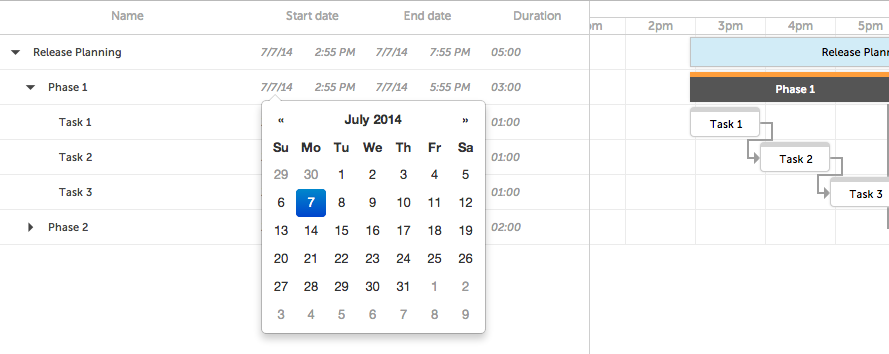 Name Start date End date Duration
Release Planning 7/7/14 2:55 PM 7/7/14 7:55 PM 05:00
Phase 1 7/7/14 2:55 PM 7/7/14 5:55 PM 03:00
Task 1 01:00
Task 2 01:00
Task 3 01:00
Phase 2 02:00
« July 2014 »
Su Mo Tu We Th Fr Sa
29 30 1 2 3 4 5
6 7 8 9 10 11 12
13 14 15 16 17 18 19
20 21 22 23 24 25 26
27 28 29 30 31 1 2
3 4 5 6 7 8 9
pm 2pm 3pm 4pm 5pm
Release Plann
Phase 1
Task 1
Task 2
Task 3